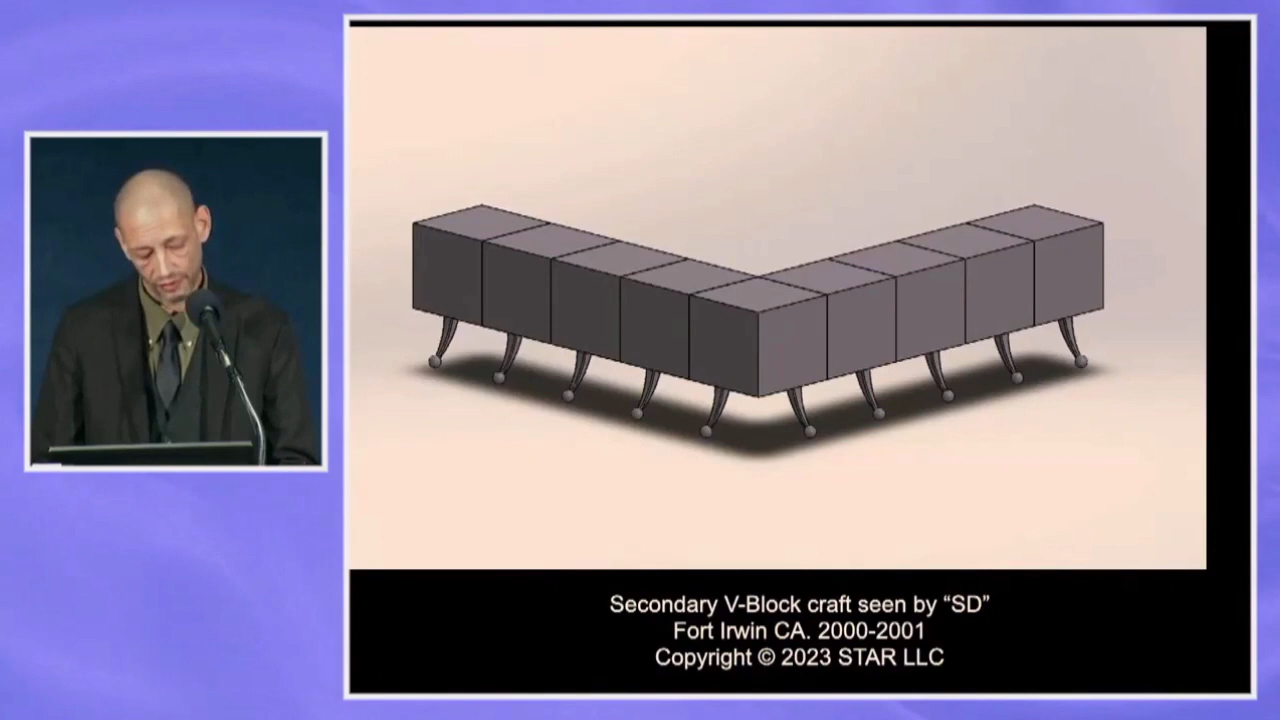 Secondary V-Block craft seen by “SD”
Fort Irwin CA. 2000-2001
Copyright © 2023 STAR LLC